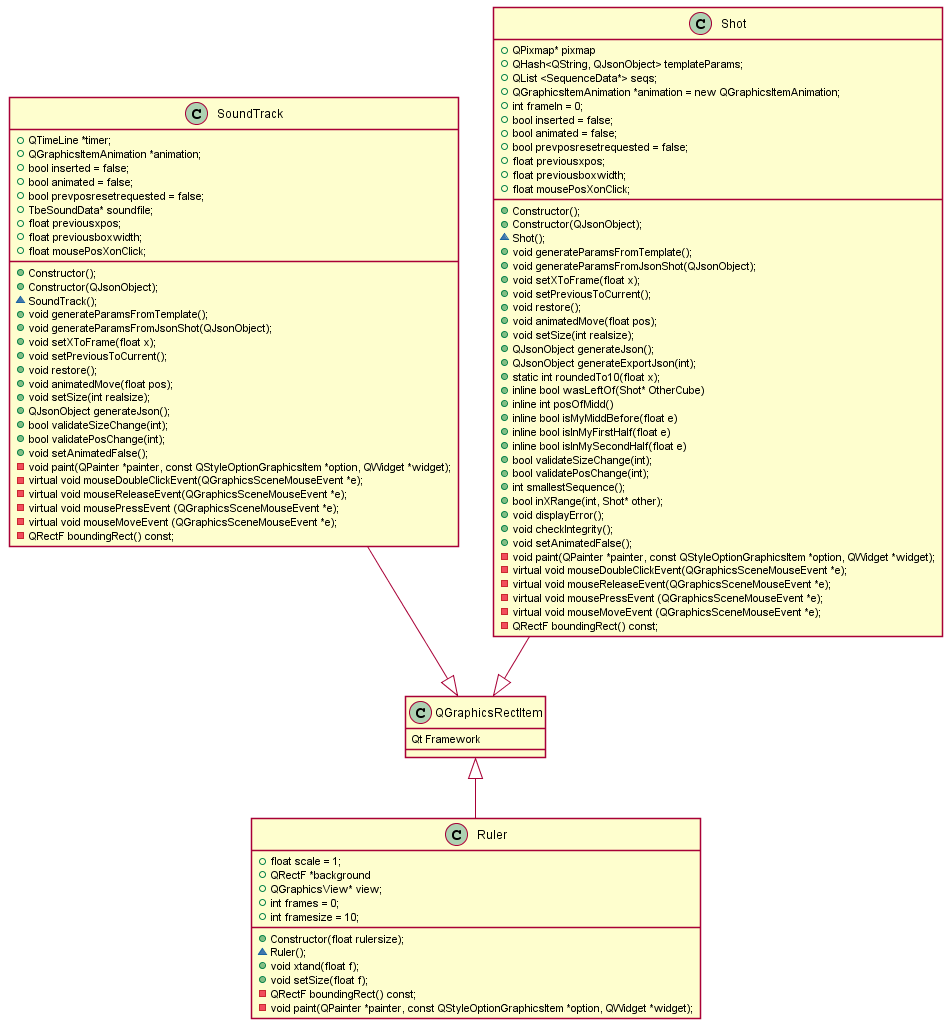 C Shot
QPixmap* pixmap
QHash<QString, QJsonObject> templateParams;
QList <SequenceData*> seqs;
QGraphicsItemAnimation *animation = new QGraphicsItemAnimation;
int frameIn = 0;
bool inserted = false;
bool animated = false;
bool prevposresetrequested = false;
float previousxpos;
float previousboxwidth;
float mousePosXonClick;
Constructor();
Constructor(QJsonObject);
Shot();
void generateParamsFromTemplate();
void generateParamsFromJsonShot(QJsonObject);
void setXToFrame(float x);
void setPreviousToCurrent();
void restore();
void animatedMove(float pos);
void setSize(int realsize);
QJsonObject generateJson();
QJsonObject generateExportJson(int);
static int roundedTo10(float x);
inline bool wasLeftOf(Shot* OtherCube)
inline int posOfMidd()
inline bool isMyMiddBefore(float e)
inline bool isInMyFirstHalf(float e)
inline bool isInMySecondHalf(float e)
bool validateSizeChange(int);
bool validatePosChange(int);
int smallestSequence();
bool inXRange(int, Shot* other);
void displayError();
void checkIntegrity();
void setAnimatedFalse();
void paint(QPainter *painter, const QStyleOptionGraphicsItem *option, QWidget *widget);
virtual void mouseDoubleClickEvent(QGraphicsSceneMouseEvent *e);
virtual void mouseReleaseEvent(QGraphicsSceneMouseEvent *e);
virtual void mousePressEvent (QGraphicsSceneMouseEvent *e);
virtual void mouseMoveEvent (QGraphicsSceneMouseEvent *e);
QRectF boundingRect() const;
C SoundTrack
QTimeLine *timer;
QGraphicsItemAnimation *animation;
bool inserted = false;
bool animated = false;
bool prevposresetrequested = false;
TbeSoundData* soundfile;
float previousxpos;
float previousboxwidth;
float mousePosXonClick;
Constructor();
Constructor(QJsonObject);
SoundTrack();
void generateParamsFromTemplate();
void generateParamsFromJsonShot(QJsonObject);
void setXToFrame(float x);
void setPreviousToCurrent();
void restore();
void animatedMove(float pos);
void setSize(int realsize);
QJsonObject generateJson();
bool validateSizeChange(int);
bool validatePosChange(int);
void setAnimatedFalse();
void paint(QPainter *painter, const QStyleOptionGraphicsItem *option, QWidget *widget);
virtual void mouseDoubleClickEvent(QGraphicsSceneMouseEvent *e);
virtual void mouseReleaseEvent(QGraphicsSceneMouseEvent *e);
virtual void mousePressEvent (QGraphicsSceneMouseEvent *e);
virtual void mouseMoveEvent (QGraphicsSceneMouseEvent *e);
QRectF boundingRect() const;
C QGraphicsRectItem
Qt Framework
C Ruler
float scale = 1;
QRectF *background
QGraphicsView* view;
int frames = 0;
int framesize = 10;
Constructor(float rulersize);
Ruler();
void xtand(float f);
void setSize(float f);
QRectF boundingRect() const;
void paint(QPainter *painter, const QStyleOptionGraphicsItem *option, QWidget *widget);